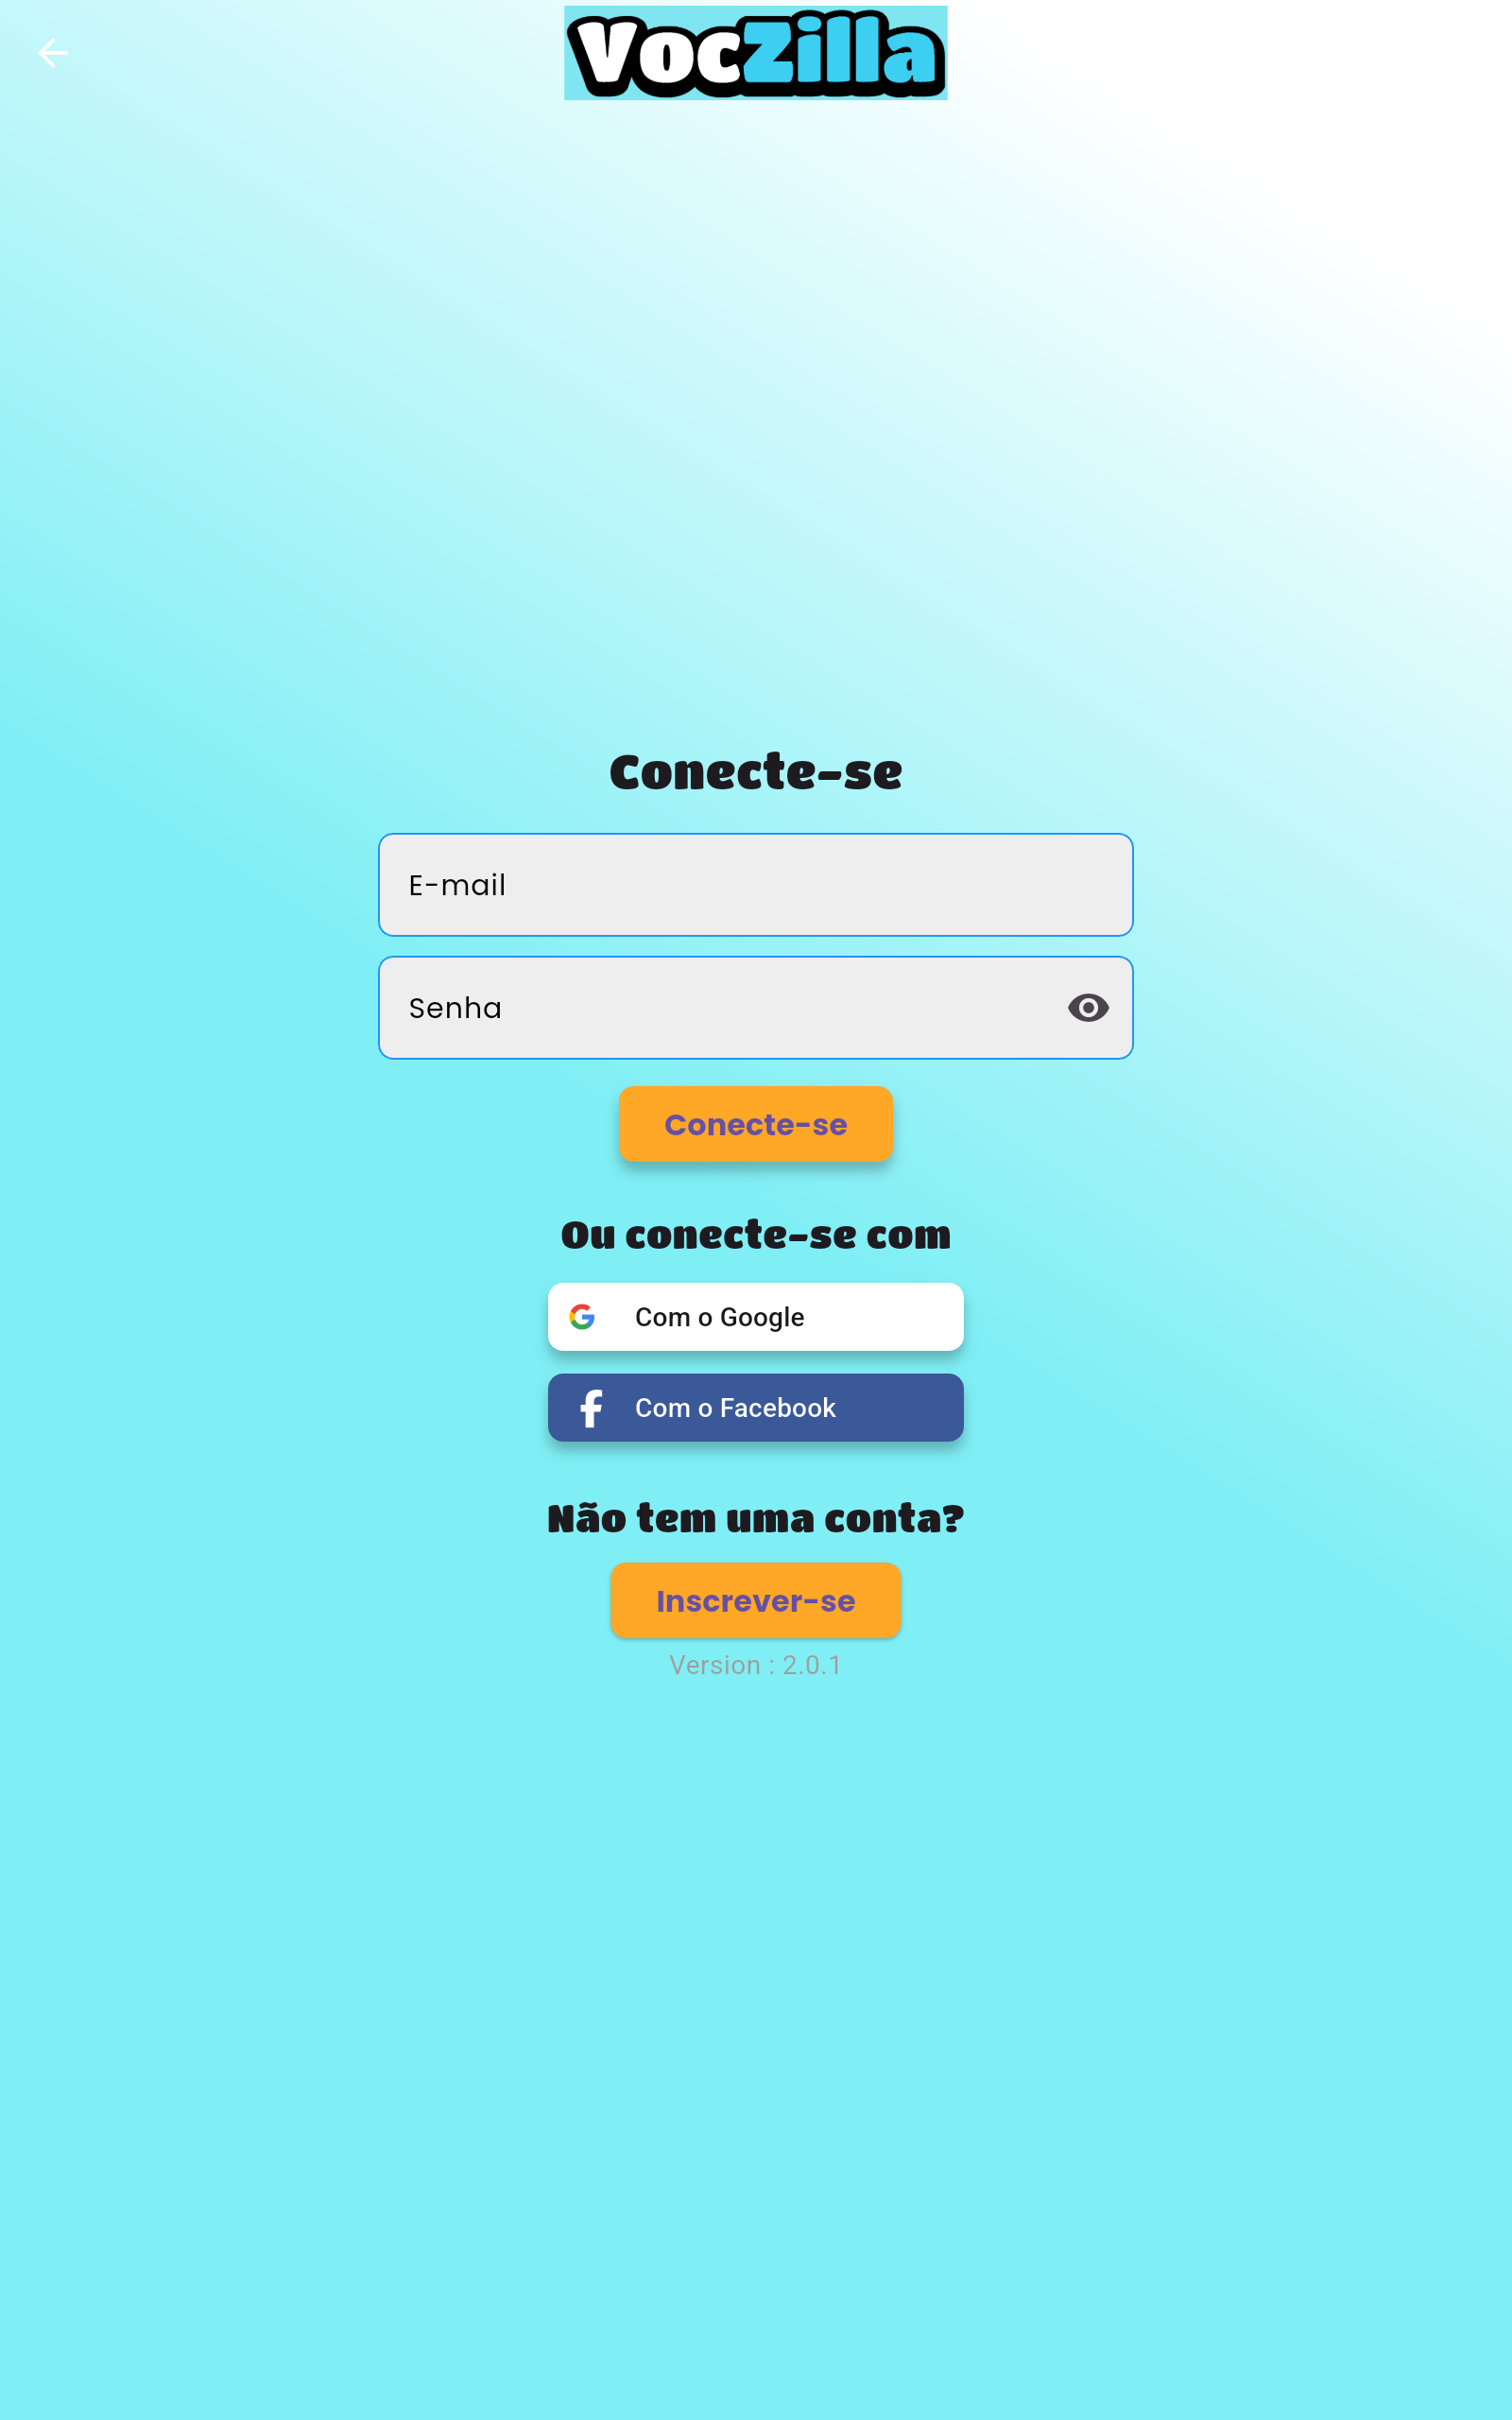 VocZilla
Conecte-se
E-mail
Senha
Conecte-se
Ou conecte-se com
Com o Google
Com o Facebook
Não tem uma conta?
Inscrever-se
Version : 2.0.1